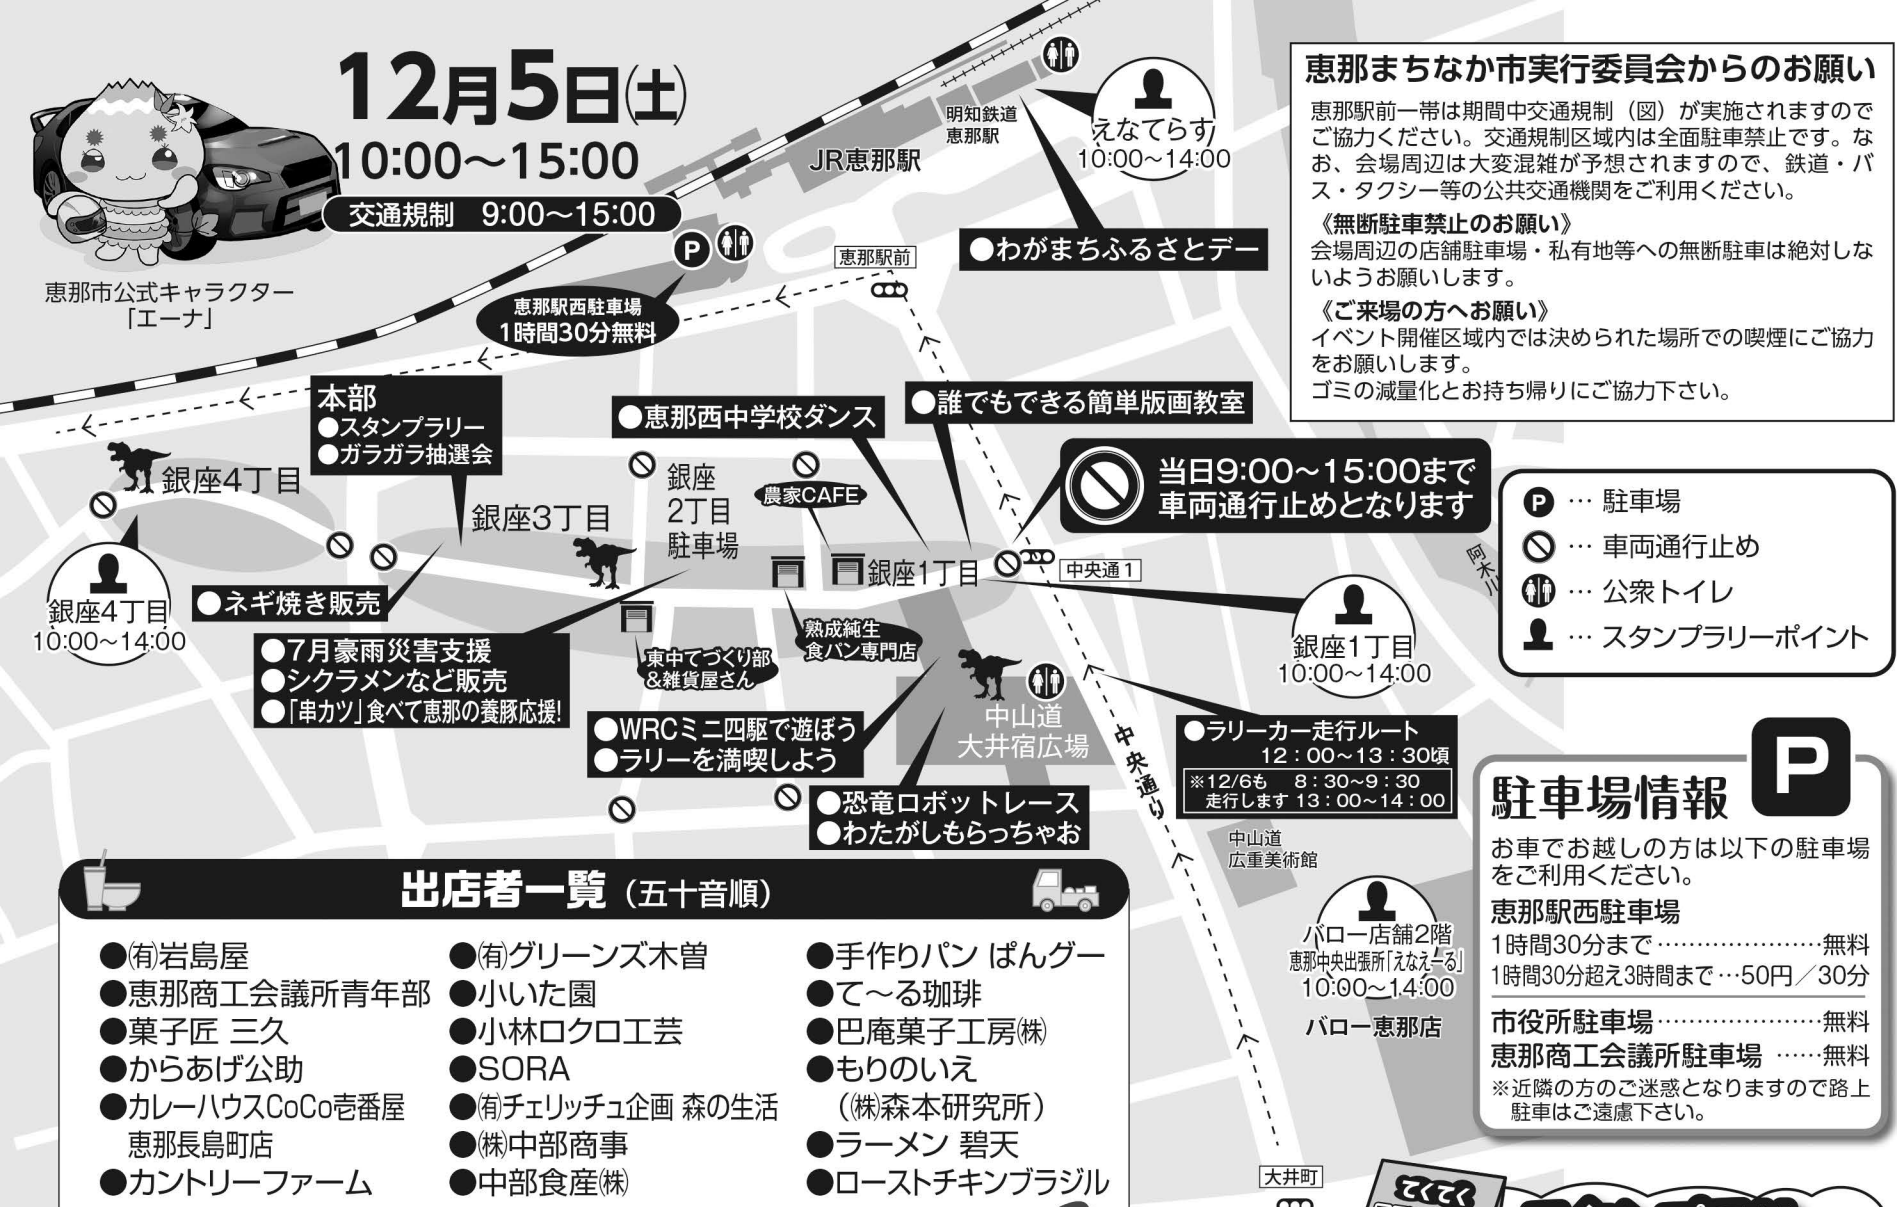 12月5日㈯
10:00～15:00
交通規制　9:00～15:00
恵那市公式キャラクター
「エーナ」
明知鉄道
恵那駅
JR恵那駅
えなてらす
10:00～14:00
●わがまちふるさとデー
P
恵那駅前
恵那駅西駐車場
1時間30分無料
恵那まちなか市実行委員会からのお願い
恵那駅前一帯は期間中交通規制（図）が実施されますので
ご協力ください。交通規制区域内は全面駐車禁止です。な
お、会場周辺は大変混雑が予想されますので、鉄道・バ
ス・タクシー等の公共交通機関をご利用ください。
《無断駐車禁止のお願い》
会場周辺の店舗駐車場・私有地等への無断駐車は絶対しな
いようお願いします。
《ご来場の方へお願い》
イベント開催区域内では決められた場所での喫煙にご協力
をお願いします。
ゴミの減量化とお持ち帰りにご協力下さい。
本部
●スタンプラリー
●ガラガラ抽選会
●恵那西中学校ダンス
●誰でもできる簡単版画教室
当日9:00～15:00まで
車両通行止めとなります
銀座4丁目
銀座3丁目
銀座
2丁目
駐車場
農家CAFE
銀座1丁目
中央通1
阿木川
P … 駐車場
… 車両通行止め
… 公衆トイレ
… スタンプラリーポイント
銀座4丁目
10:00～14:00
●ネギ焼き販売
●7月豪雨災害支援
●シクラメンなど販売
●「串カツ」食べて恵那の養豚応援!
東中てづくり部
&雑貨屋さん
熟成純生
食パン専門店
銀座1丁目
10:00～14:00
●WRCミニ四駆で遊ぼう
●ラリーを満喫しよう
中山道
大井宿広場
中央通り
●ラリーカー走行ルート
12：00～13：30頃
※12/6も　8：30～9：30
走行します 13：00～14：00
●恐竜ロボットレース
●わたがしもらっちゃお
中山道
広重美術館
バロー店舗2階
恵那中央出張所「えなえーる」
10:00～14:00
バロー恵那店
P
駐車場情報
お車でお越しの方は以下の駐車場
をご利用ください。
恵那駅西駐車場
1時間30分まで…………………無料
1時間30分超え3時間まで…50円／30分
市役所駐車場…………………無料
恵那商工会議所駐車場 ……無料
※近隣の方のご迷惑となりますので路上
駐車はご遠慮下さい。
出店者一覧（五十音順）
●㈲岩島屋
●恵那商工会議所青年部
●菓子匠 三久
●からあげ公助
●カレーハウスCoCo壱番屋
恵那長島町店
●カントリーファーム
●㈲グリーンズ木曽
●小いた園
●小林ロクロ工芸
●SORA
●㈲チェリッチュ企画 森の生活
●㈱中部商事
●中部食産㈱
●手作りパン ぱんグー
●て～る珈琲
●巴庵菓子工房㈱
●もりのいえ
（㈱森本研究所）
●ラーメン 碧天
●ローストチキンブラジル
大井町
てくてく